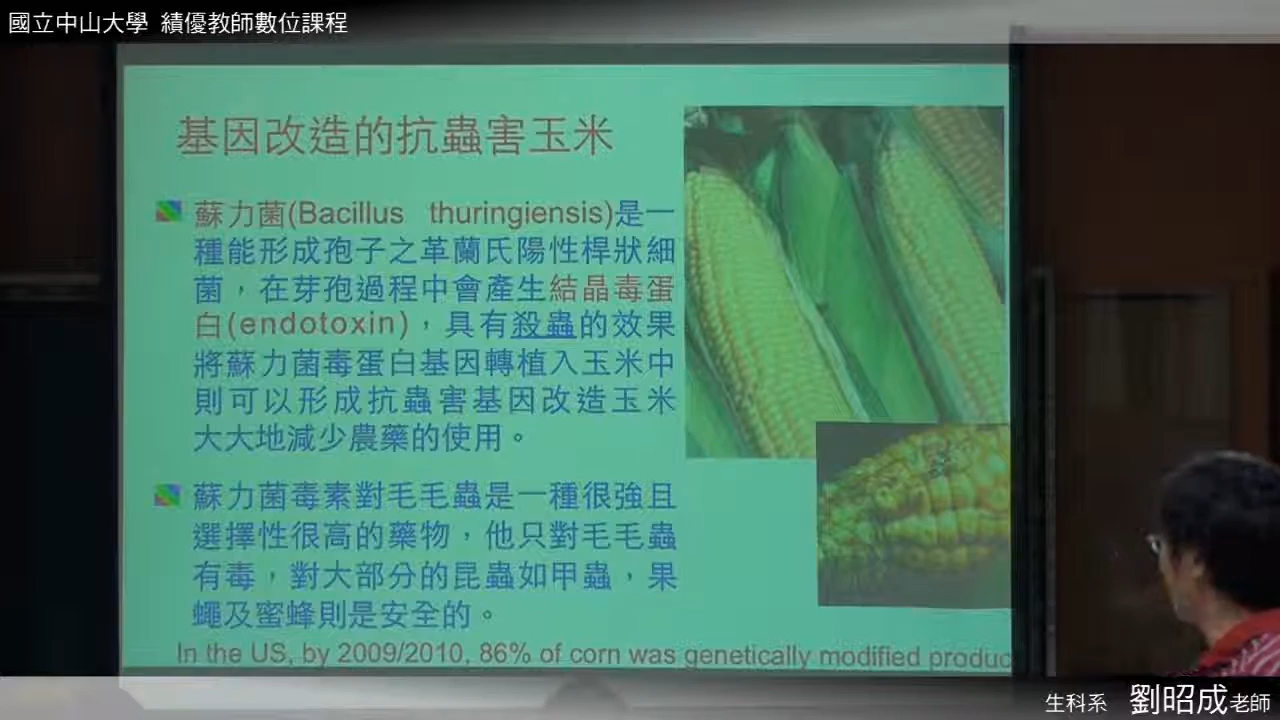 國立中山大學 績優教師數位課程
基因改造的抗蟲害玉米
蘇力菌(Bacillus thuringiensis)是一
種能形成孢子之革蘭氏陽性桿狀細
菌，在芽孢過程中會產生結晶毒蛋
白(endotoxin)，具有殺蟲的效果
將蘇力菌毒蛋白基因轉植入玉米中
則可以形成抗蟲害基因改造玉米
大大地減少農藥的使用。
蘇力菌毒素對毛毛蟲是一種很強且
選擇性很高的藥物，他只對毛毛蟲
有毒，對大部分的昆蟲如甲蟲，果
蠅及蜜蜂則是安全的。
In the US, by 2009/2010, 86% of corn was genetically modified produc
生科系 劉昭成老師